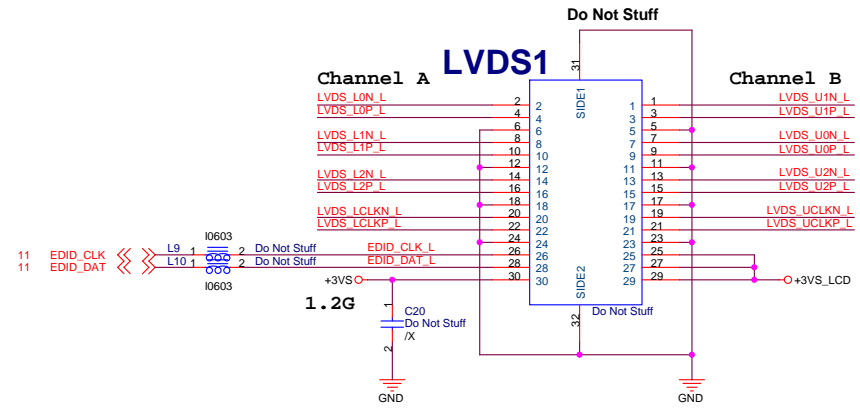 Do Not Stuff
LVDS1
Channel A
Channel B
31
SIDE1
LVDS_L0N_L 2 2 1 1 LVDS_U1N_L
LVDS_L0P_L 4 4 3 3 LVDS_U1P_L
6 6 5 5
LVDS_L1N_L 8 8 7 7 LVDS_U0N_L
LVDS_L1P_L 10 10 9 9 LVDS_U0P_L
12 12 11 11
LVDS_L2N_L 14 14 13 13 LVDS_U2N_L
LVDS_L2P_L 16 16 15 15 LVDS_U2P_L
18 18 17 17
LVDS_LCLKN_L 20 20 19 19 LVDS_UCLKN_L
LVDS_LCLKP_L 22 22 21 21 LVDS_UCLKP_L
24 24 23 23
I0603
11 EDID_CLK L9 1 2 Do Not Stuff EDID_CLK_L 26 26 25 25
11 EDID_DAT L10 1 2 Do Not Stuff EDID_DAT_L 28 28 27 27
I0603
+3VS 30 30 29 29 +3VS_LCD
SIDE2
32
Do Not Stuff
1.2G
1
C20
Do Not Stuff
/X
2
GND
GND